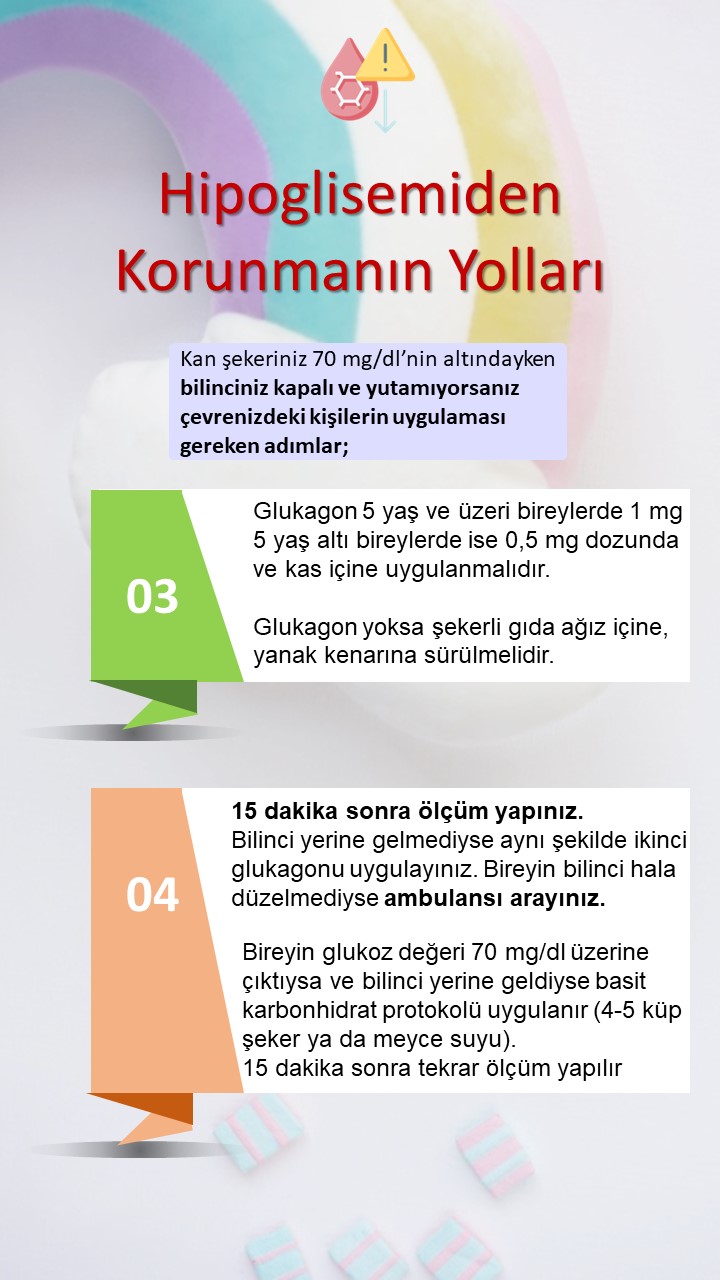 Hipoglisemiden
Korunmanın Yolları
Kan şekeriniz 70 mg/dl’nin altındayken
bilinciniz kapalı ve yutamıyorsanız
çevrenizdeki kişilerin uygulaması
gereken adımlar;
03
Glukagon 5 yaş ve üzeri bireylerde 1 mg
5 yaş altı bireylerde ise 0,5 mg dozunda
ve kas içine uygulanmalıdır.
Glukagon yoksa şekerli gıda ağız içine,
yanak kenarına sürülmelidir.
04
15 dakika sonra ölçüm yapınız.
Bilinci yerine gelmediyse aynı şekilde ikinci
glukagonu uygulayınız. Bireyin bilinci hala
düzelmediyse ambulansı arayınız.
Bireyin glukoz değeri 70 mg/dl üzerine
çıktıysa ve bilinci yerine geldiyse basit
karbonhidrat protokolü uygulanır (4-5 küp
şeker ya da meyce suyu).
15 dakika sonra tekrar ölçüm yapılır